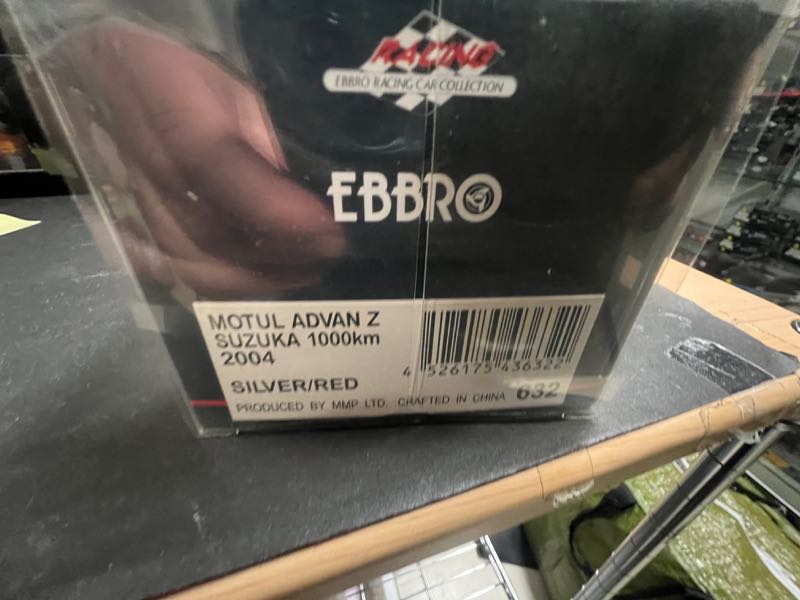 RACING
EBBRO RACING CAR COLLECTION
EBBRO
MOTUL ADVAN Z
SUZUKA 1000km
2004
SILVER/RED
4 526175 436322
PRODUCED BY MMP LTD. CRAFTED IN CHINA 632